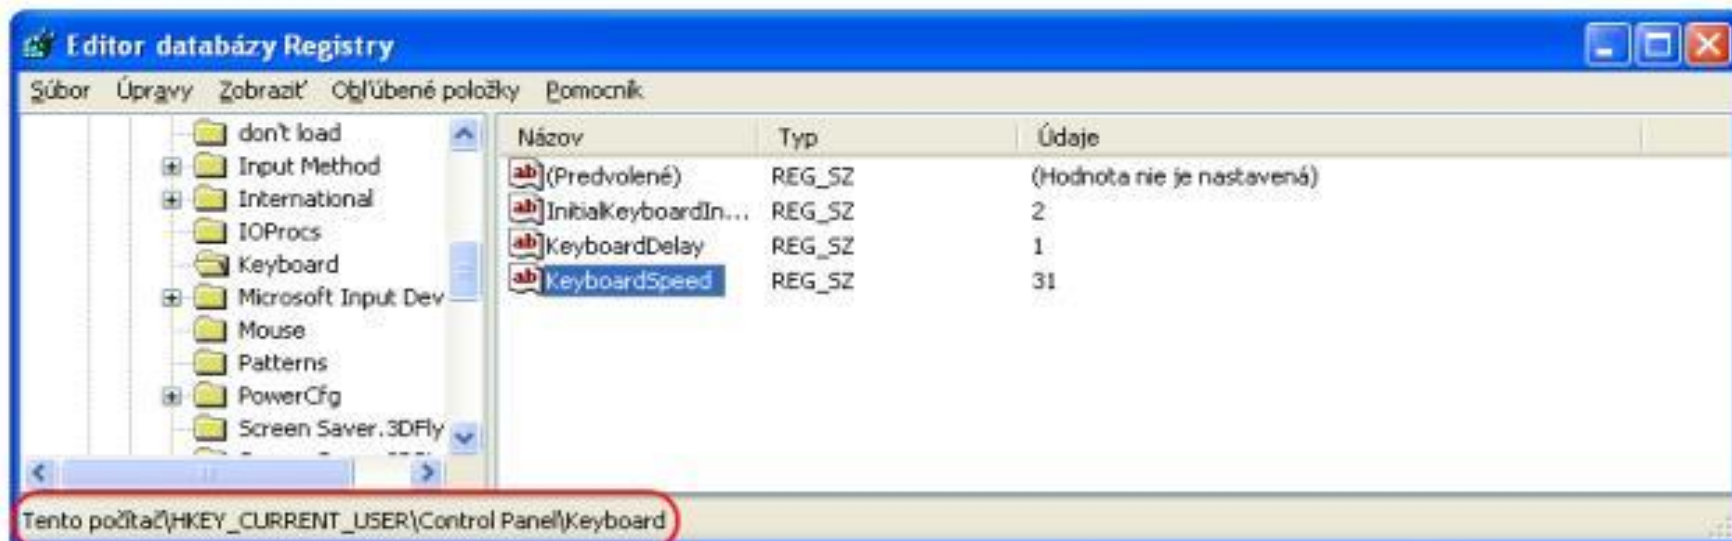 Editor databázy Registry
Súbor Úpravy Zobraziť Obľúbené položky Pomocník
don't load
Input Method
International
IOProcs
Keyboard
Microsoft Input Dev
Mouse
Patterns
PowerCfg
Screen Saver.3DFly
Názov Typ Údaje
(Predvolené) REG_SZ (Hodnota nie je nastavená)
InitialKeyboardIn... REG_SZ 2
KeyboardDelay REG_SZ 1
KeyboardSpeed REG_SZ 31
Tento počítač\HKEY_CURRENT_USER\Control Panel\Keyboard